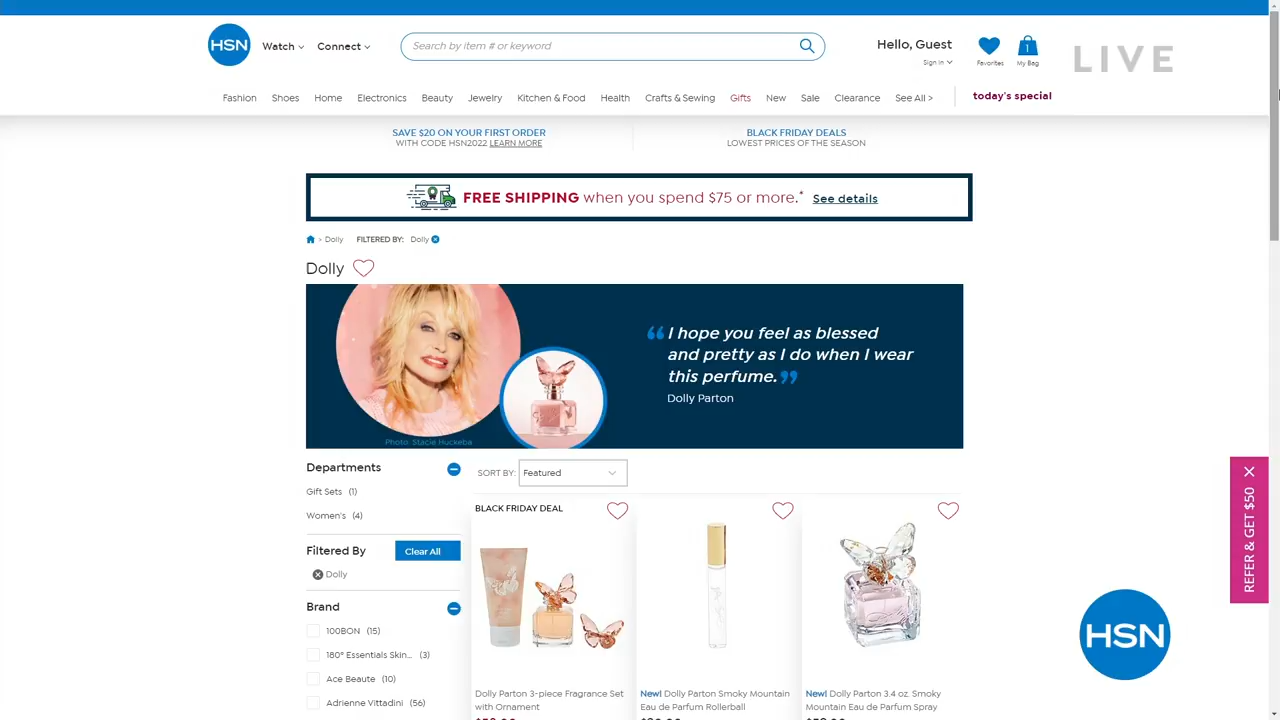 HSN
Watch
Connect
Search by item # or keyword
Hello, Guest
Sign In
Favorites
1
My Bag
LIVE
Fashion
Shoes
Home
Electronics
Beauty
Jewelry
Kitchen & Food
Health
Crafts & Sewing
Gifts
New
Sale
Clearance
See All >
today's special
SAVE $20 ON YOUR FIRST ORDER
WITH CODE HSN2022 LEARN MORE
BLACK FRIDAY DEALS
LOWEST PRICES OF THE SEASON
FREE SHIPPING when you spend $75 or more.* See details
> Dolly
FILTERED BY: Dolly
Dolly
“ I hope you feel as blessed
and pretty as I do when I wear
this perfume. ”
Dolly Parton
Photo: Stacie Huckeba
Departments
Gift Sets (1)
Women's (4)
Filtered By
Clear All
Dolly
Brand
100BON (15)
180° Essentials Skin... (3)
Ace Beaute (10)
Adrienne Vittadini (56)
SORT BY: Featured
BLACK FRIDAY DEAL
Dolly Parton 3-piece Fragrance Set
with Ornament
New! Dolly Parton Smoky Mountain
Eau de Parfum Rollerball
New! Dolly Parton 3.4 oz. Smoky
Mountain Eau de Parfum Spray
REFER & GET $50
HSN